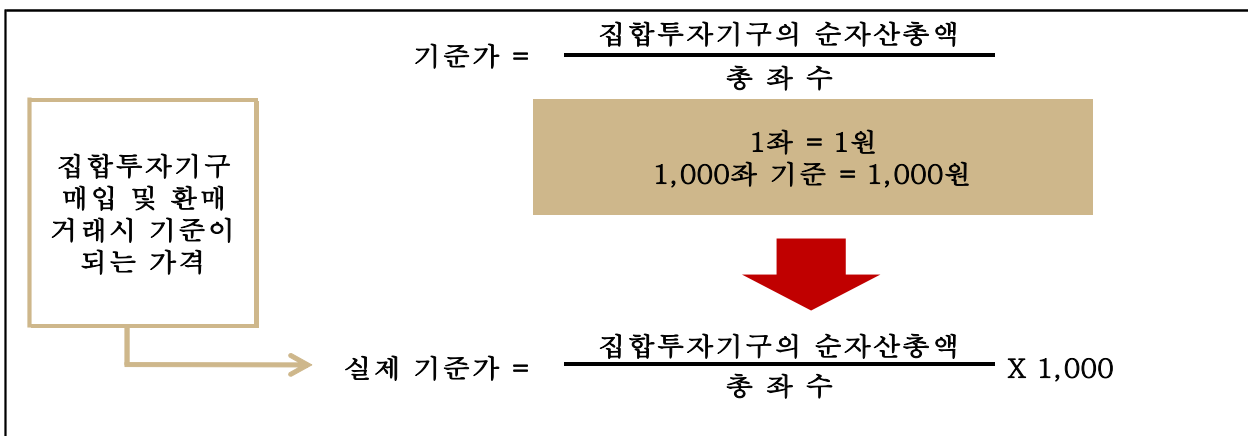 집합투자기구의 순자산총액
기준가 =
총 좌 수
1좌 = 1원
1,000좌 기준 = 1,000원
집합투자기구
매입 및 환매
거래시 기준이
되는 가격
집합투자기구의 순자산총액
실제 기준가 =
X 1,000
총 좌 수